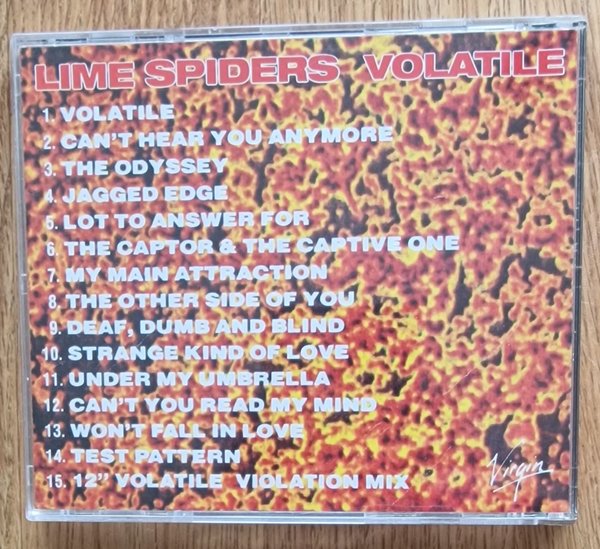 LIME SPIDERS VOLATILE
1. VOLATILE
2. CAN'T HEAR YOU ANYMORE
3. THE ODYSSEY
4. JAGGED EDGE
5. LOT TO ANSWER FOR
6. THE CAPTOR & THE CAPTIVE ONE
7. MY MAIN ATTRACTION
8. THE OTHER SIDE OF YOU
9. DEAF, DUMB AND BLIND
10. STRANGE KIND OF LOVE
11. UNDER MY UMBRELLA
12. CAN'T YOU READ MY MIND
13. WON'T FALL IN LOVE
14. TEST PATTERN
15. 12" VOLATILE VIOLATION MIX
Virgin